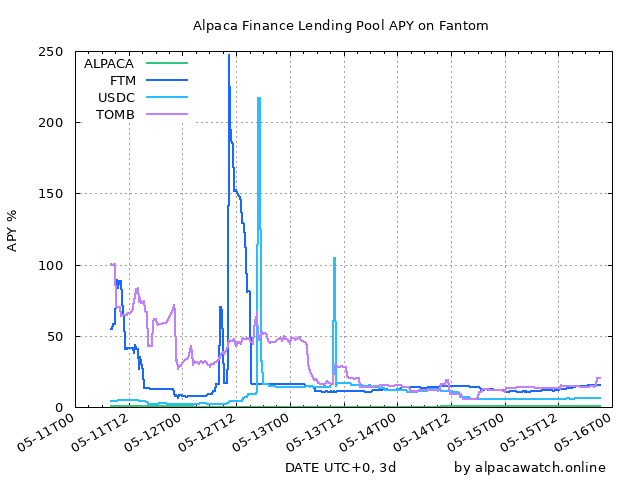 Alpaca Finance Lending Pool APY on Fantom
250
200
150
100
50
0
APY %
ALPACA
FTM
USDC
TOMB
05-11T00
05-11T12
05-12T00
05-12T12
05-13T00
05-13T12
05-14T00
05-14T12
05-15T00
05-15T12
05-16T00
DATE UTC+0, 3d
by alpacawatch.online